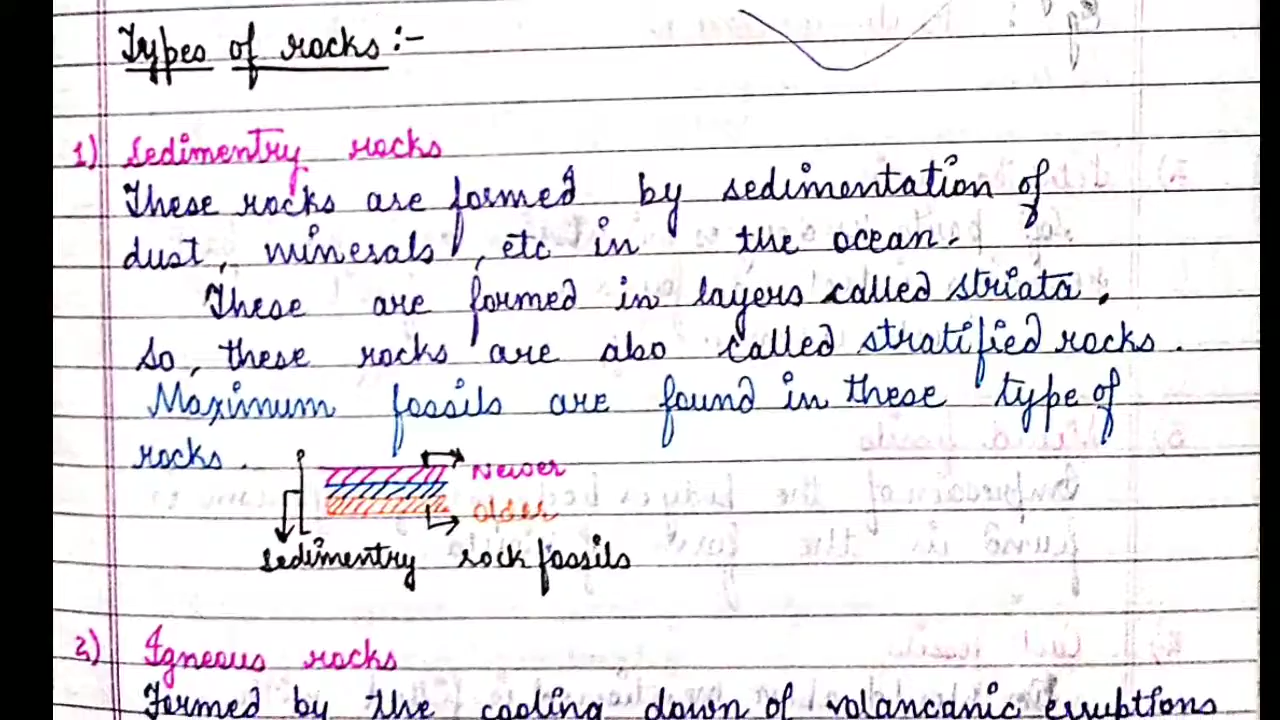 Types of rocks :-
1) Sedimentry rocks
These rocks are formed by sedimentation of
dust, minerals, etc in the ocean.
These are formed in layers called striata.
So, these rocks are also called stratified rocks.
Maximum fossils are found in these type of
rocks.
Newer
Older
Sedimentry rock fossils
2) Igneous rocks
Formed by the cooling down of volancanic eruptions